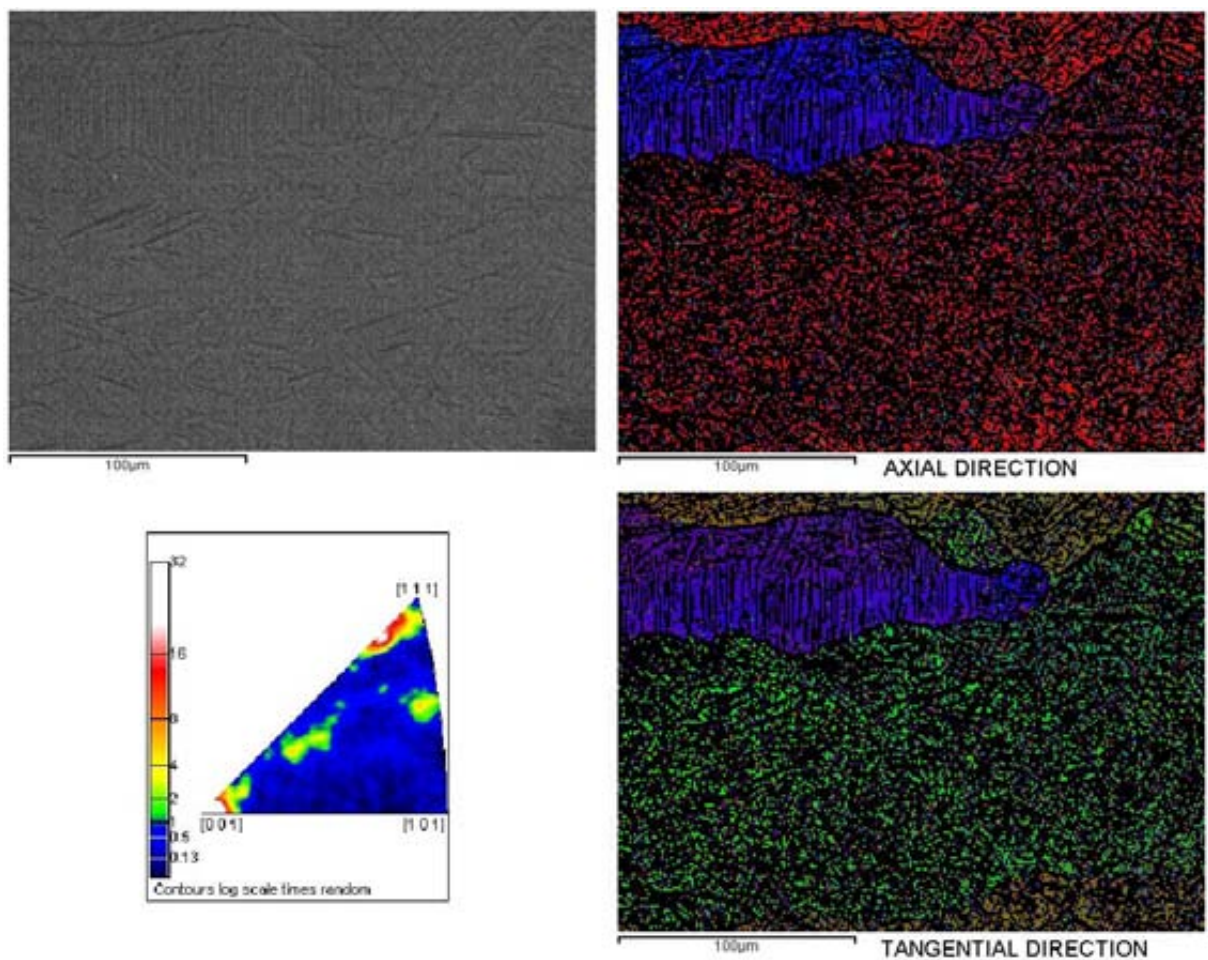 100µm
100µm
AXIAL DIRECTION
32
16
8
4
2
1
0.5
0.13
[1 1 1]
[0 0 1]
[1 0 1]
Contours log scale times random
100µm
TANGENTIAL DIRECTION